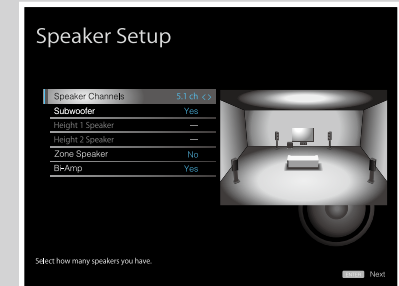 Speaker Setup
Speaker Channels 5.1 ch < >
Subwoofer Yes
Height 1 Speaker —
Height 2 Speaker —
Zone Speaker No
Bi-Amp Yes
Select how many speakers you have.
ENTER Next